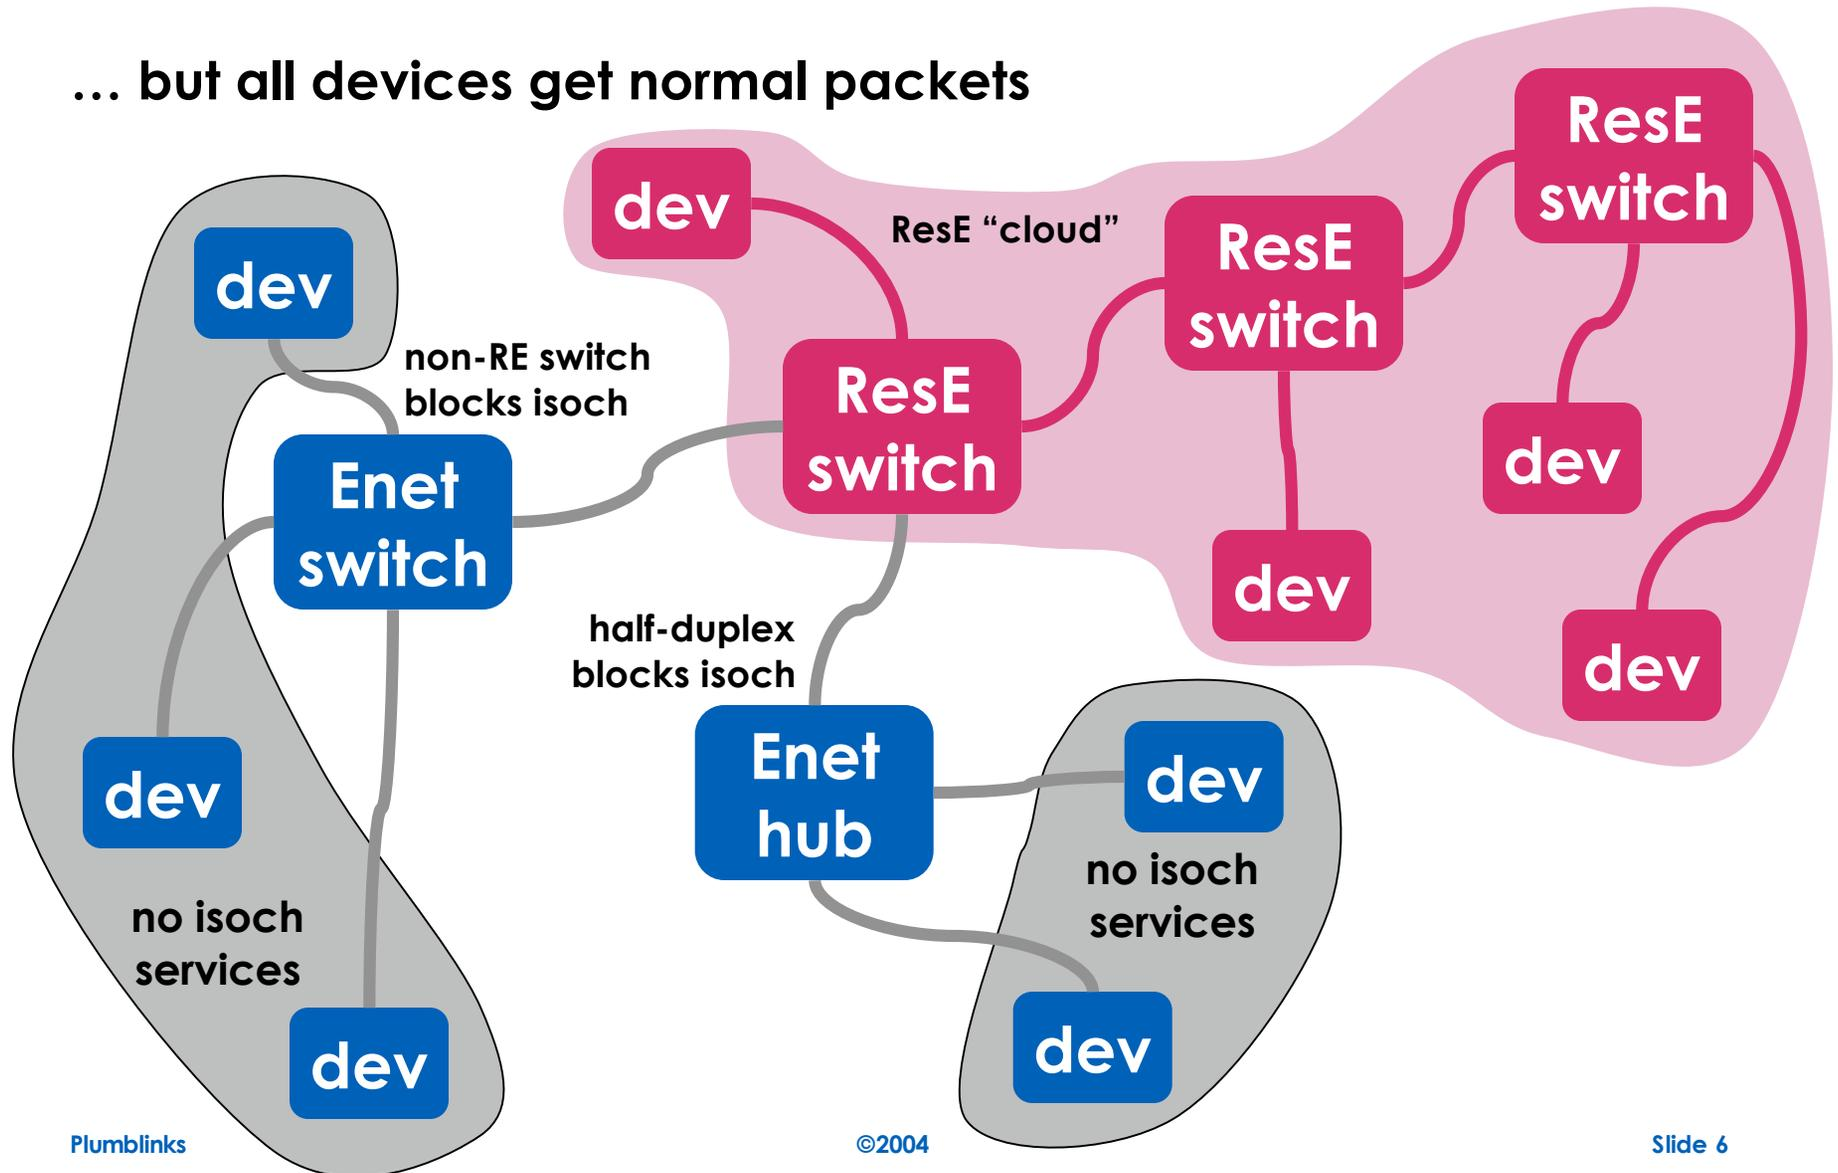 … but all devices get normal packets
dev
ResE “cloud”
ResE
switch
ResE
switch
ResE
switch
dev
dev
dev
dev
non-RE switch
blocks isoch
Enet
switch
dev
no isoch
services
dev
half-duplex
blocks isoch
Enet
hub
dev
no isoch
services
dev
Plumblinks
©2004
Slide 6